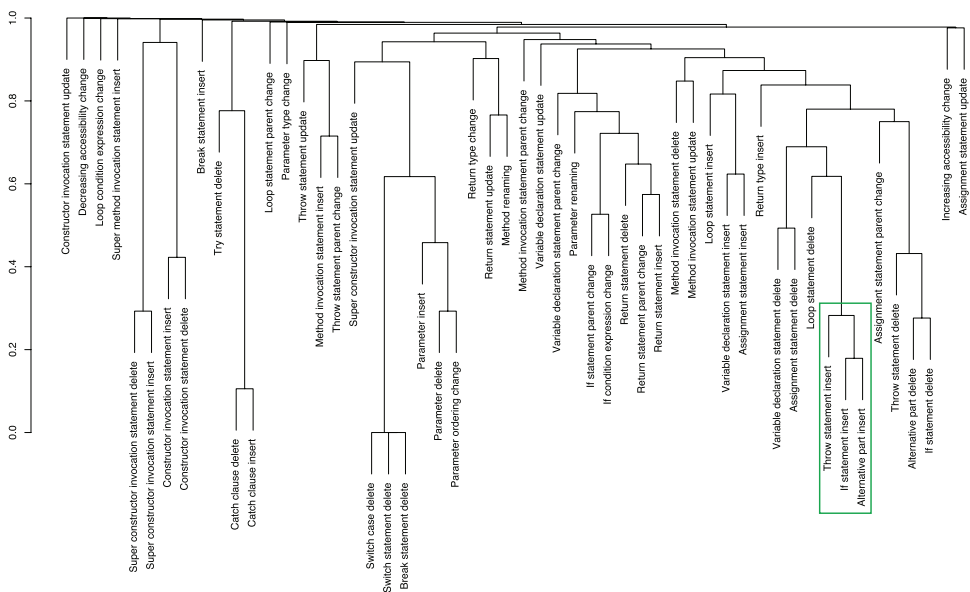 1.0
0.8
0.6
0.4
0.2
0.0
Constructor invocation statement update
Decreasing accessibility change
Loop condition expression change
Super method invocation statement insert
Super constructor invocation statement delete
Super constructor invocation statement insert
Constructor invocation statement insert
Constructor invocation statement delete
Break statement insert
Try statement delete
Catch clause delete
Catch clause insert
Loop statement parent change
Parameter type change
Throw statement update
Method invocation statement insert
Throw statement parent change
Super constructor invocation statement update
Switch case delete
Switch statement delete
Break statement delete
Parameter insert
Parameter delete
Parameter ordering change
Return type change
Return statement update
Method renaming
Method invocation statement parent change
Variable declaration statement update
Variable declaration statement parent change
Parameter renaming
If statement parent change
If condition expression change
Return statement delete
Return statement parent change
Return statement insert
Method invocation statement delete
Method invocation statement update
Loop statement insert
Variable declaration statement insert
Assignment statement insert
Return type insert
Variable declaration statement delete
Assignment statement delete
Loop statement delete
Throw statement insert
If statement insert
Alternative part insert
Assignment statement parent change
Throw statement delete
Alternative part delete
If statement delete
Increasing accessibility change
Assignment statement update